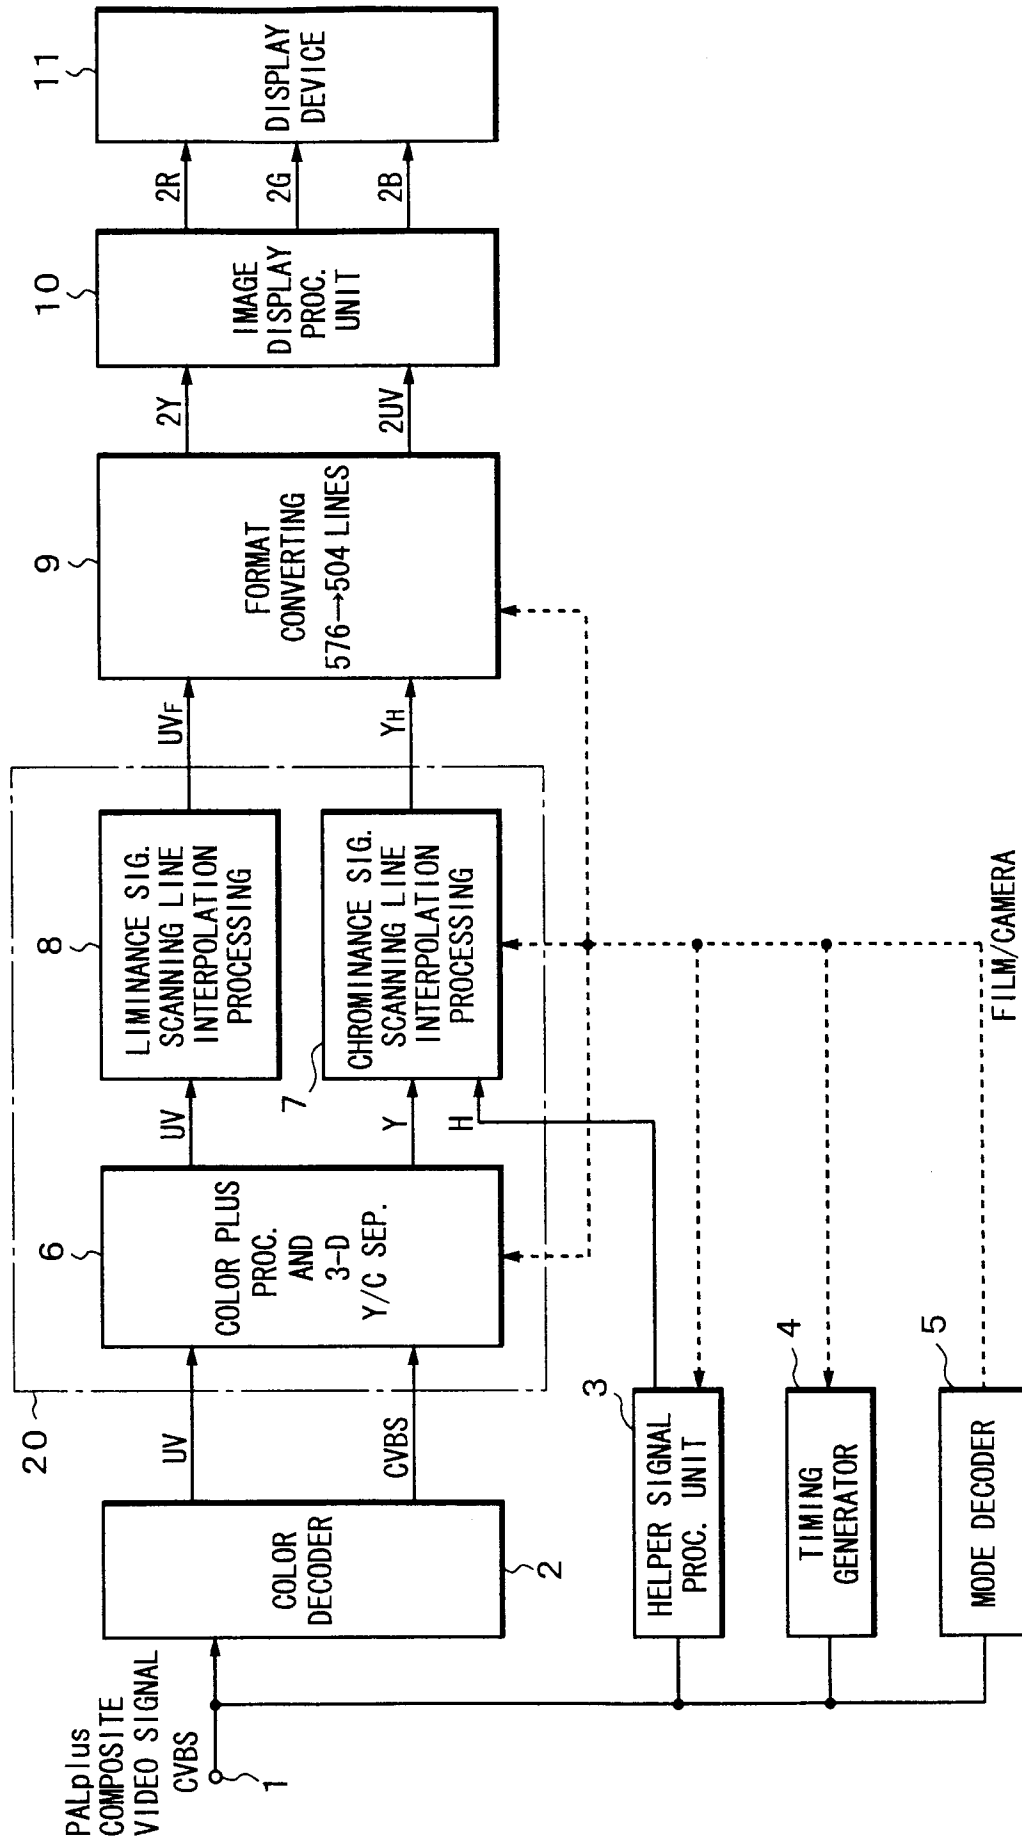 PALplus
COMPOSITE
VIDEO SIGNAL
CVBS
1
COLOR
DECODER
2
UV
CVBS
20
6
COLOR PLUS
PROC.
AND
3-D
Y/C SEP.
UV
Y
H
8
LIMINANCE SIG.
SCANNING LINE
INTERPOLATION
PROCESSING
7
CHROMINANCE SIG.
SCANNING LINE
INTERPOLATION
PROCESSING
UVF
YH
9
FORMAT
CONVERTING
576→504 LINES
2Y
2UV
10
IMAGE
DISPLAY
PROC.
UNIT
2R
2G
2B
11
DISPLAY
DEVICE
3
HELPER SIGNAL
PROC. UNIT
4
TIMING
GENERATOR
5
MODE DECODER
FILM/CAMERA